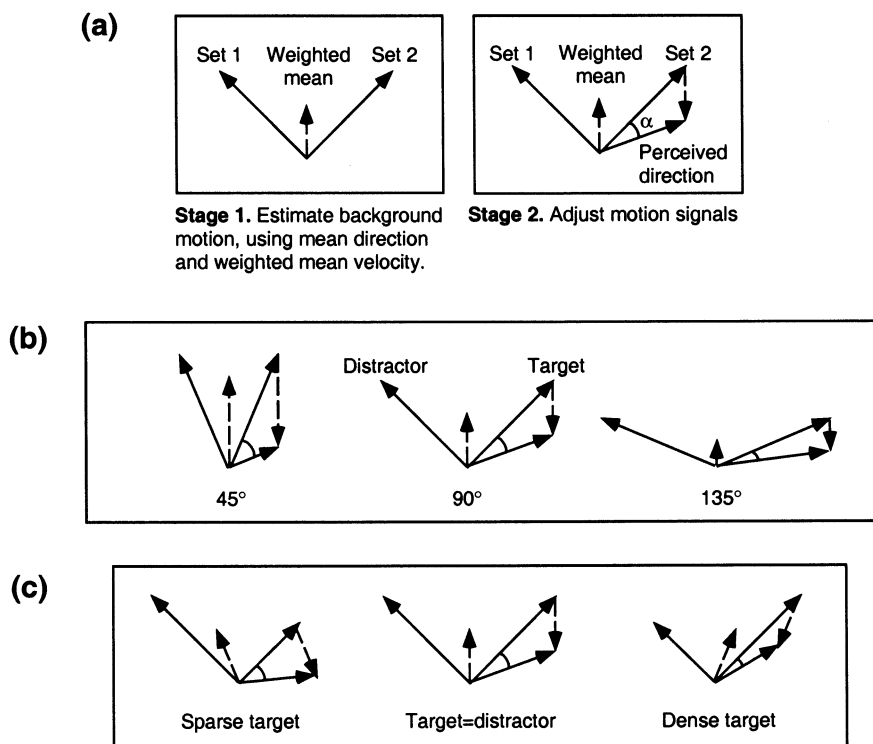 (a)
Set 1 Weighted mean Set 2
Set 1 Weighted mean Set 2
α
Perceived direction
Stage 1. Estimate background
motion, using mean direction
and weighted mean velocity.
Stage 2. Adjust motion signals
(b)
Distractor Target
45° 90° 135°
(c)
Sparse target Target=distractor Dense target